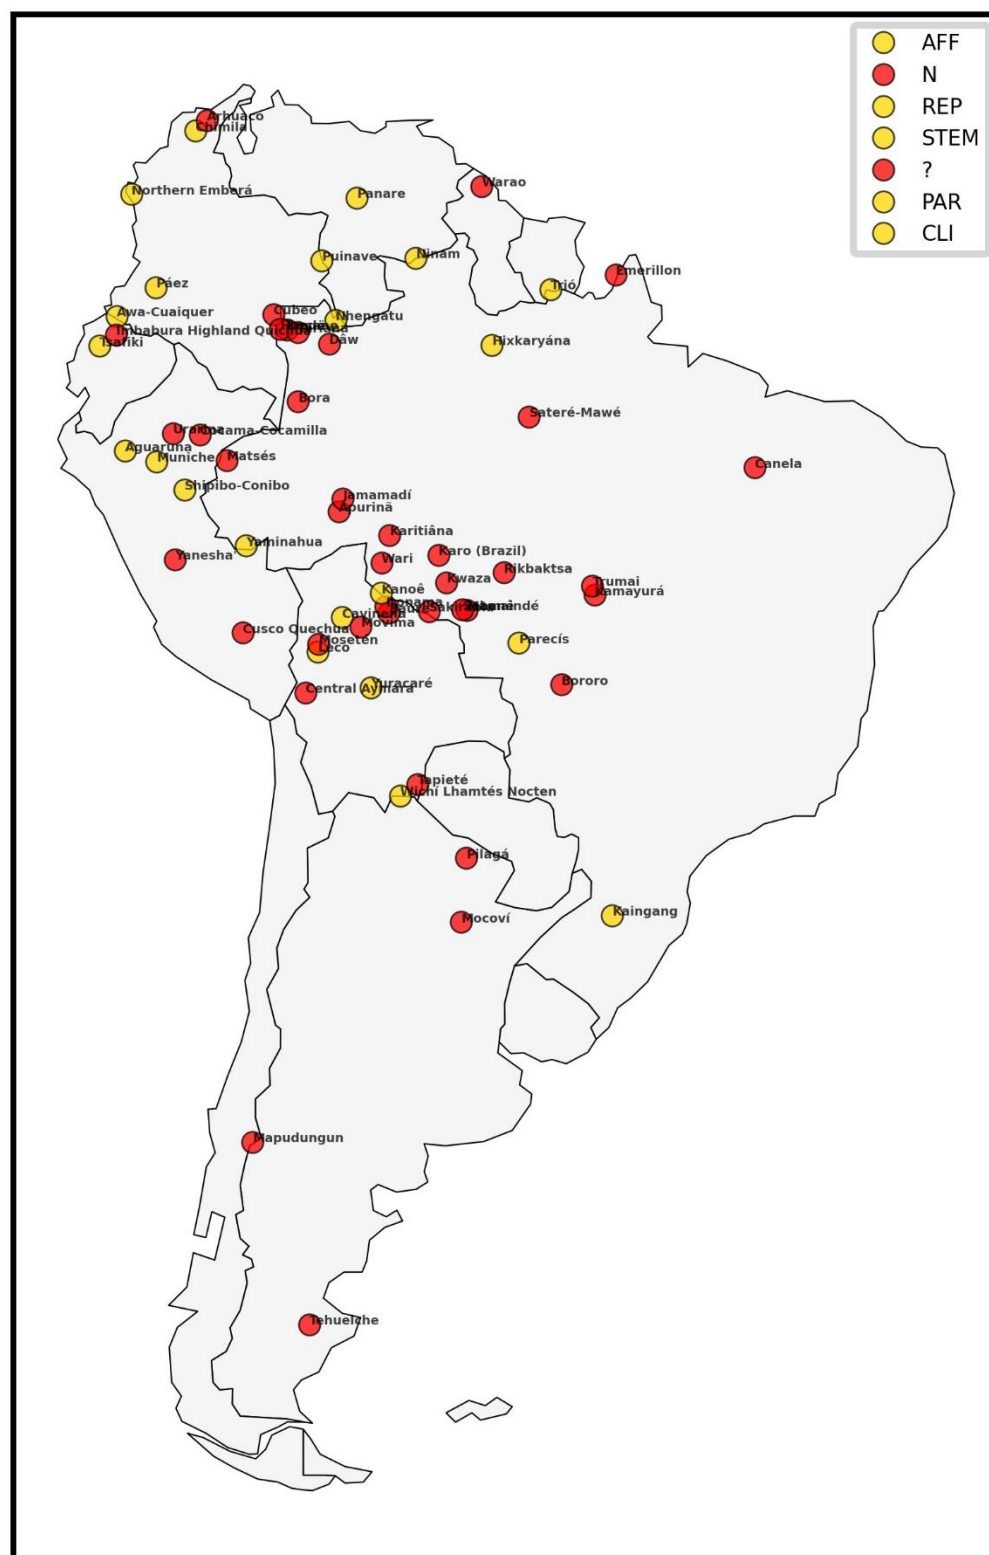 AFF
N
REP
STEM
?
PAR
CLI
Arhuaco
Chimila
Northern Emberá
Panare
Warao
Puinave
Ninam
Emerillon
Páez
Trió
Awa-Cuaiquer
Cubeo
Nhengatu
Imbabura Highland Quichua
Dâw
Tsafiki
Hixkaryána
Bora
Sateré-Mawé
Urarina
Cocama-Cocamilla
Aguaruna
Muniche
Matsés
Canela
Shipibo-Conibo
Jamamadí
Apurinã
Karitiâna
Yaminahua
Yanesha'
Wari
Karo (Brazil)
Rikbaktsa
Kwaza
Trumai
Kanoê
Kamayurá
Cavineña
Movima
Cusco Quechua
Mosetén
Leco
Parecís
Central Aymara
Yuracaré
Bororo
Tapieté
Wichí Lhamtés Nocten
Pilagá
Mocoví
Kaingang
Mapudungun
Tehuelche